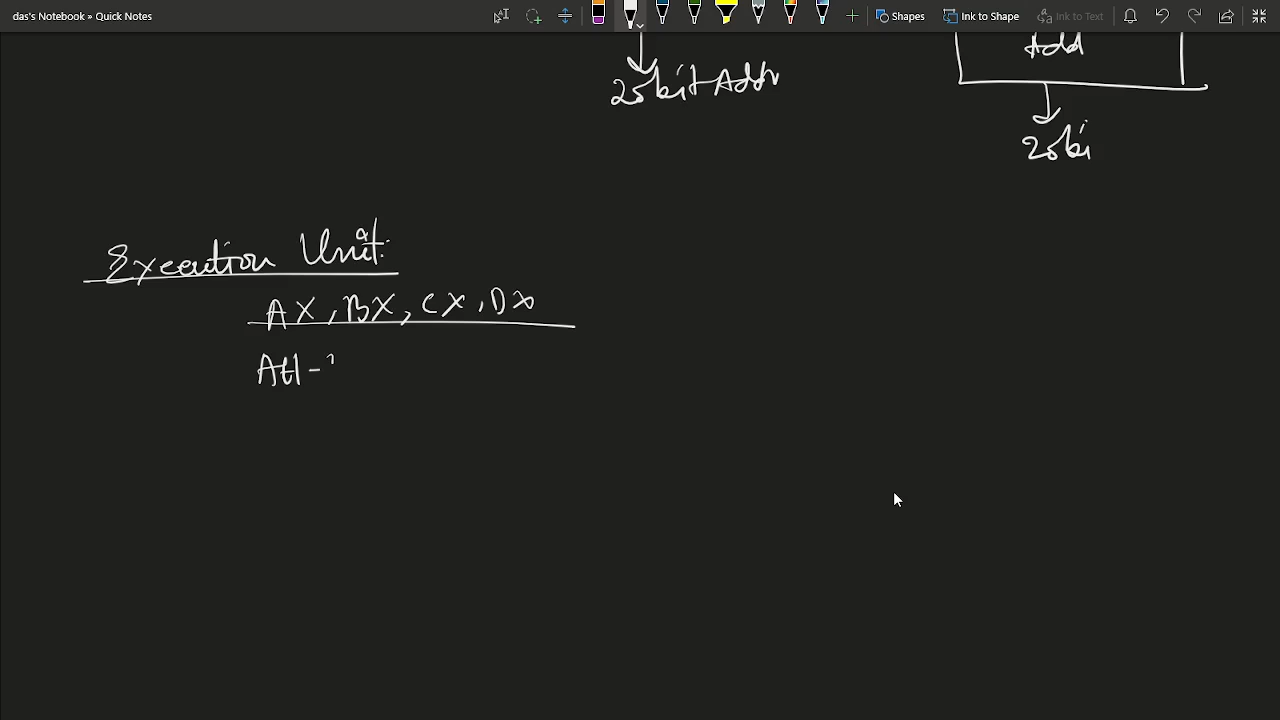 das's Notebook » Quick Notes
Shapes
Ink to Shape
Ink to Text
Add
20bit Addr
20bi
Execution Unit:
AX, BX, CX, DX
AH -